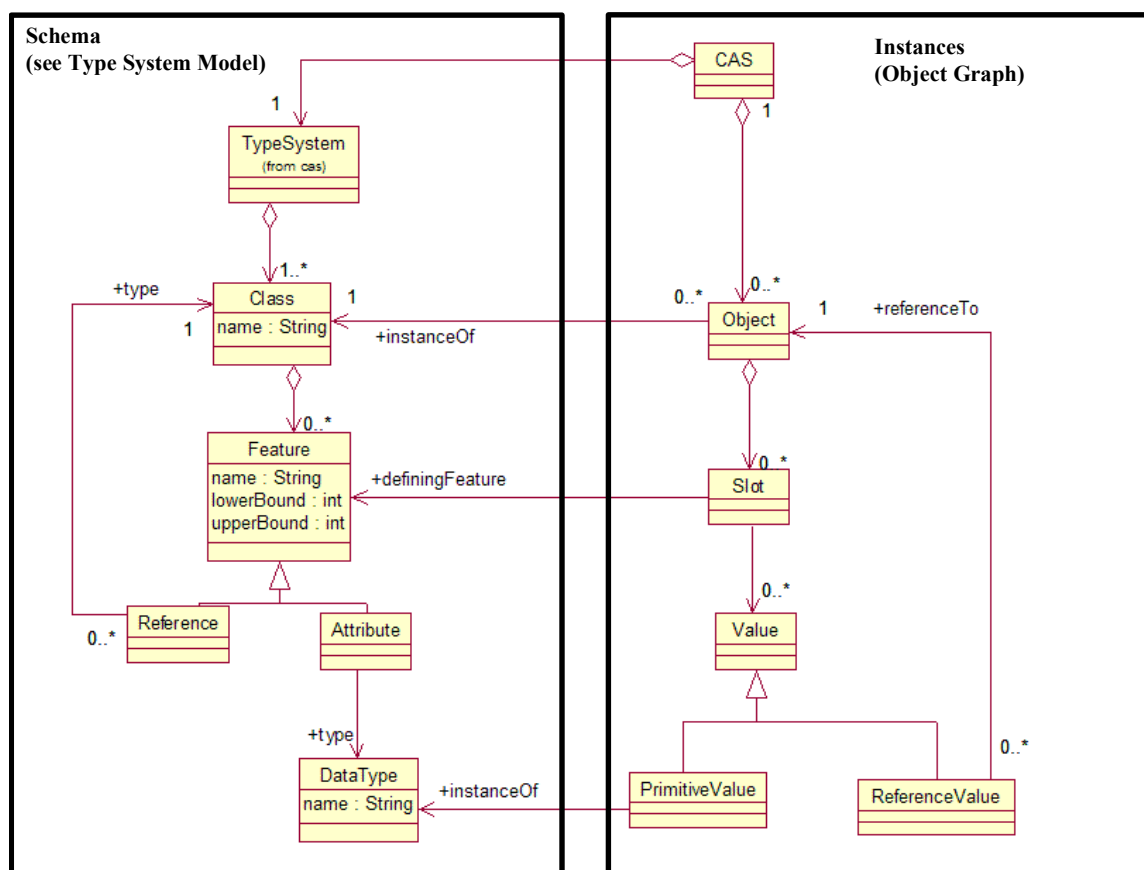 Schema
(see Type System Model)
1
TypeSystem
(from cas)
1..*
+type
1
Class
name : String
1
+instanceOf
0..*
Feature
name : String
lowerBound : int
upperBound : int
+definingFeature
Reference
0..*
Attribute
+type
DataType
name : String
+instanceOf
Instances
(Object Graph)
CAS
1
0..*
0..*
Object
1
+referenceTo
0..*
Slot
0..*
Value
0..*
PrimitiveValue
ReferenceValue